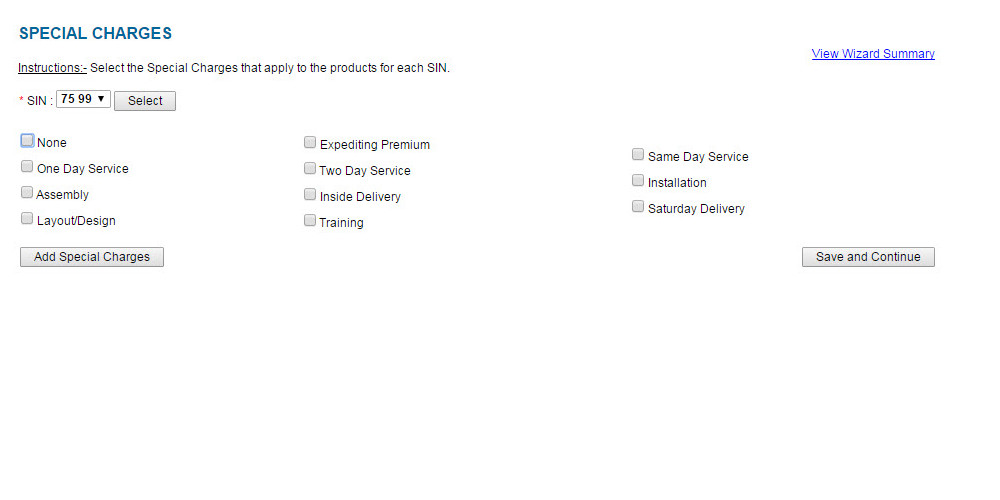 SPECIAL CHARGES
View Wizard Summary
Instructions:- Select the Special Charges that apply to the products for each SIN.
* SIN : 75 99 ▼ Select
None
Expediting Premium
Same Day Service
One Day Service
Two Day Service
Installation
Assembly
Inside Delivery
Saturday Delivery
Layout/Design
Training
Add Special Charges
Save and Continue